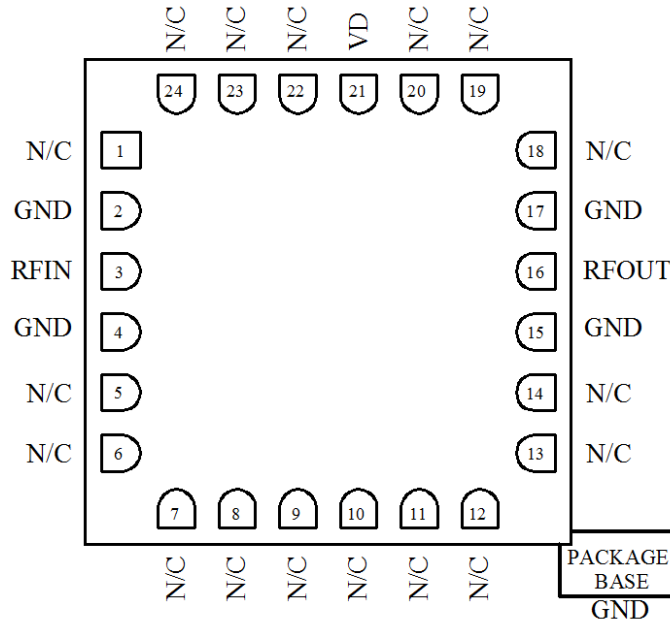 N/C N/C N/C VD N/C N/C
24 23 22 21 20 19
N/C 1 18 N/C
GND 2 17 GND
RFIN 3 16 RFOUT
GND 4 15 GND
N/C 5 14 N/C
N/C 6 13 N/C
7 8 9 10 11 12
N/C N/C N/C N/C N/C N/C
PACKAGE
BASE
GND